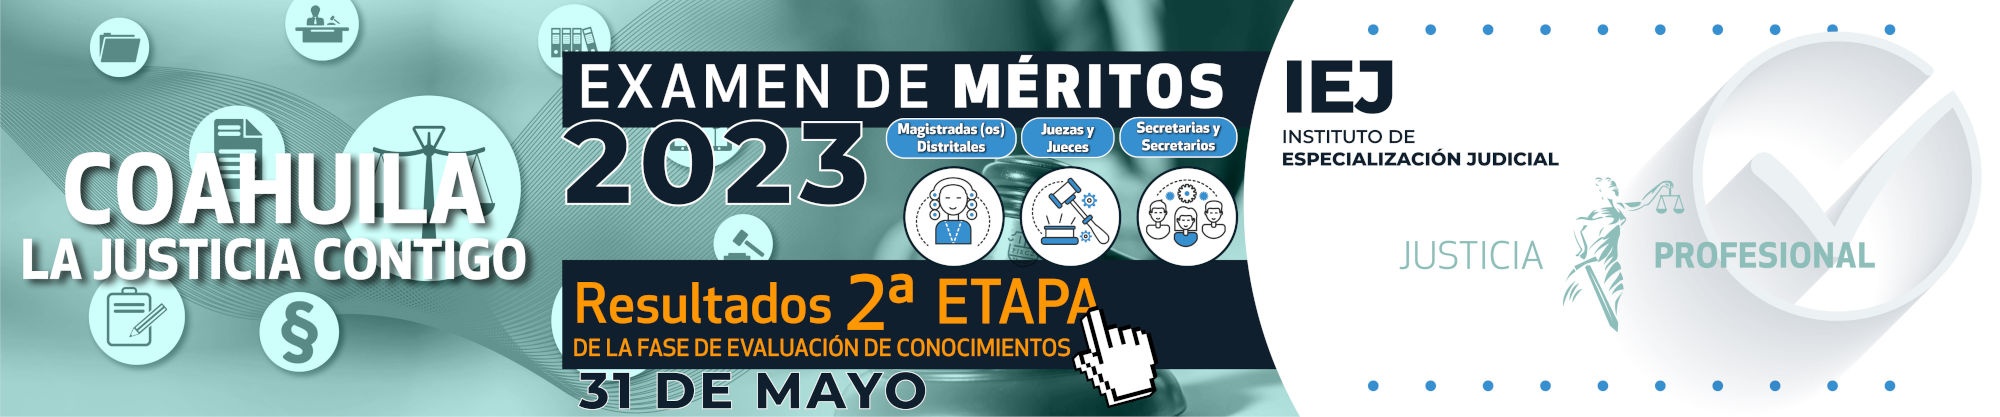 COAHUILA
LA JUSTICIA CONTIGO
EXAMEN DE MÉRITOS
2023
Magistradas (os)
Distritales
Juezas y
Jueces
Secretarias y
Secretarios
Resultados 2ª ETAPA
DE LA FASE DE EVALUACIÓN DE CONOCIMIENTOS
31 DE MAYO
IEJ
INSTITUTO DE
ESPECIALIZACIÓN JUDICIAL
JUSTICIA PROFESIONAL